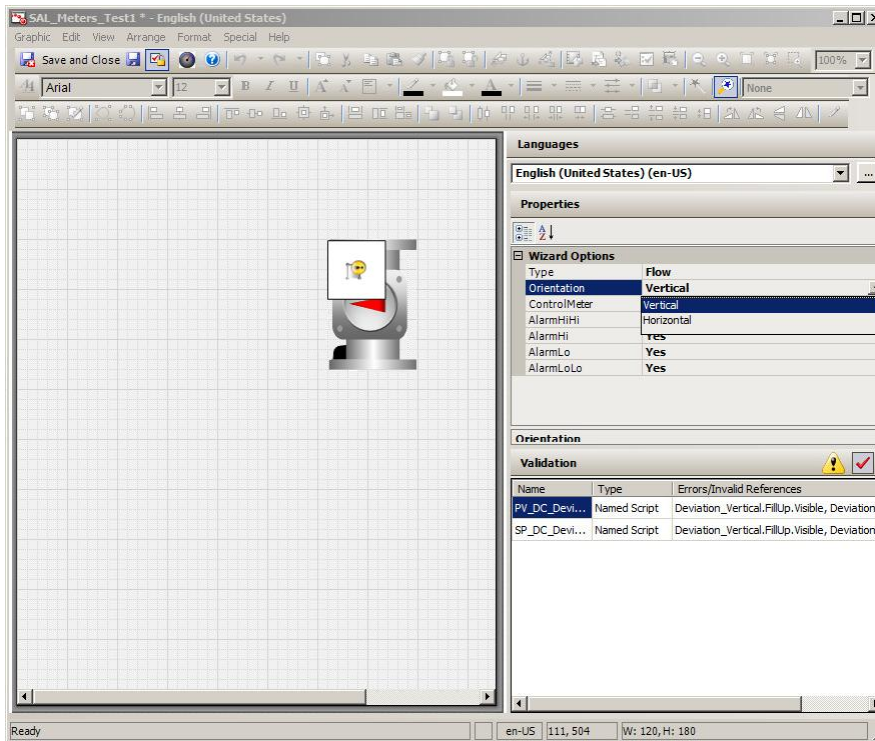 SAL_Meters_Test1 * - English (United States)
Graphic Edit View Arrange Format Special Help
Save and Close 100%
Arial 12 B I U A A A None
Languages
English (United States) (en-US) ...
Properties
Wizard Options
Type Flow
Orientation Vertical
ControlMeter Vertical
AlarmHiHi Horizontal
AlarmHi Yes
AlarmLo Yes
AlarmLoLo Yes
Orientation
Validation
Name Type Errors/Invalid References
PV_DC_Devi... Named Script Deviation_Vertical.FillUp.Visible, Deviation
SP_DC_Devi... Named Script Deviation_Vertical.FillUp.Visible, Deviation
Ready en-US 111, 504 W: 120, H: 180